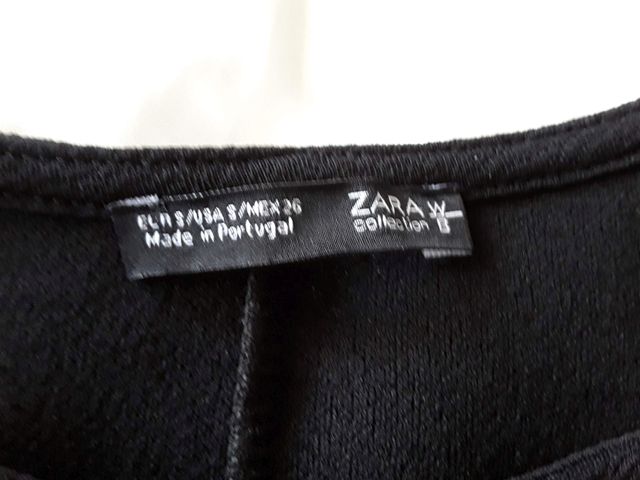 EUR S/USA S/MEX 26
Made in Portugal
ZARA W
collection B